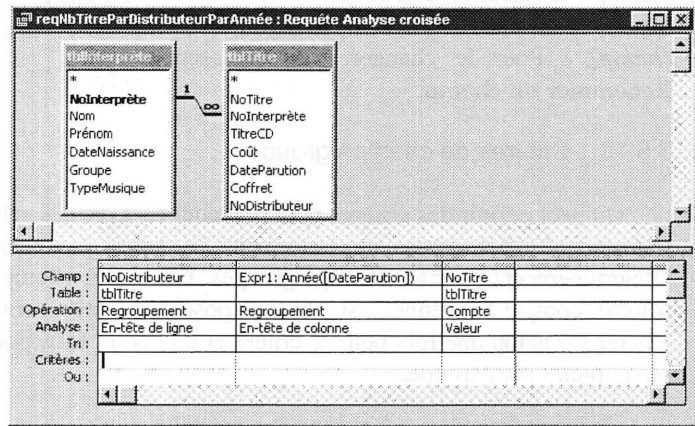 reqNbTitreParDistributeurParAnnée : Requéte Analyse croisée
tblInterprete
*
NoInterprète
Nom
Prénom
DateNaissance
Groupe
TypeMusique
1
∞
tblTitre
*
NoTitre
NoInterprète
TitreCD
Coût
DateParution
Coffret
NoDistributeur
Champ : NoDistributeur Expr1: Année([DateParution]) NoTitre
Table : tblTitre tblTitre
Opération : Regroupement Regroupement Compte
Analyse : En-tête de ligne En-tête de colonne Valeur
Tri :
Critères :
Ou :